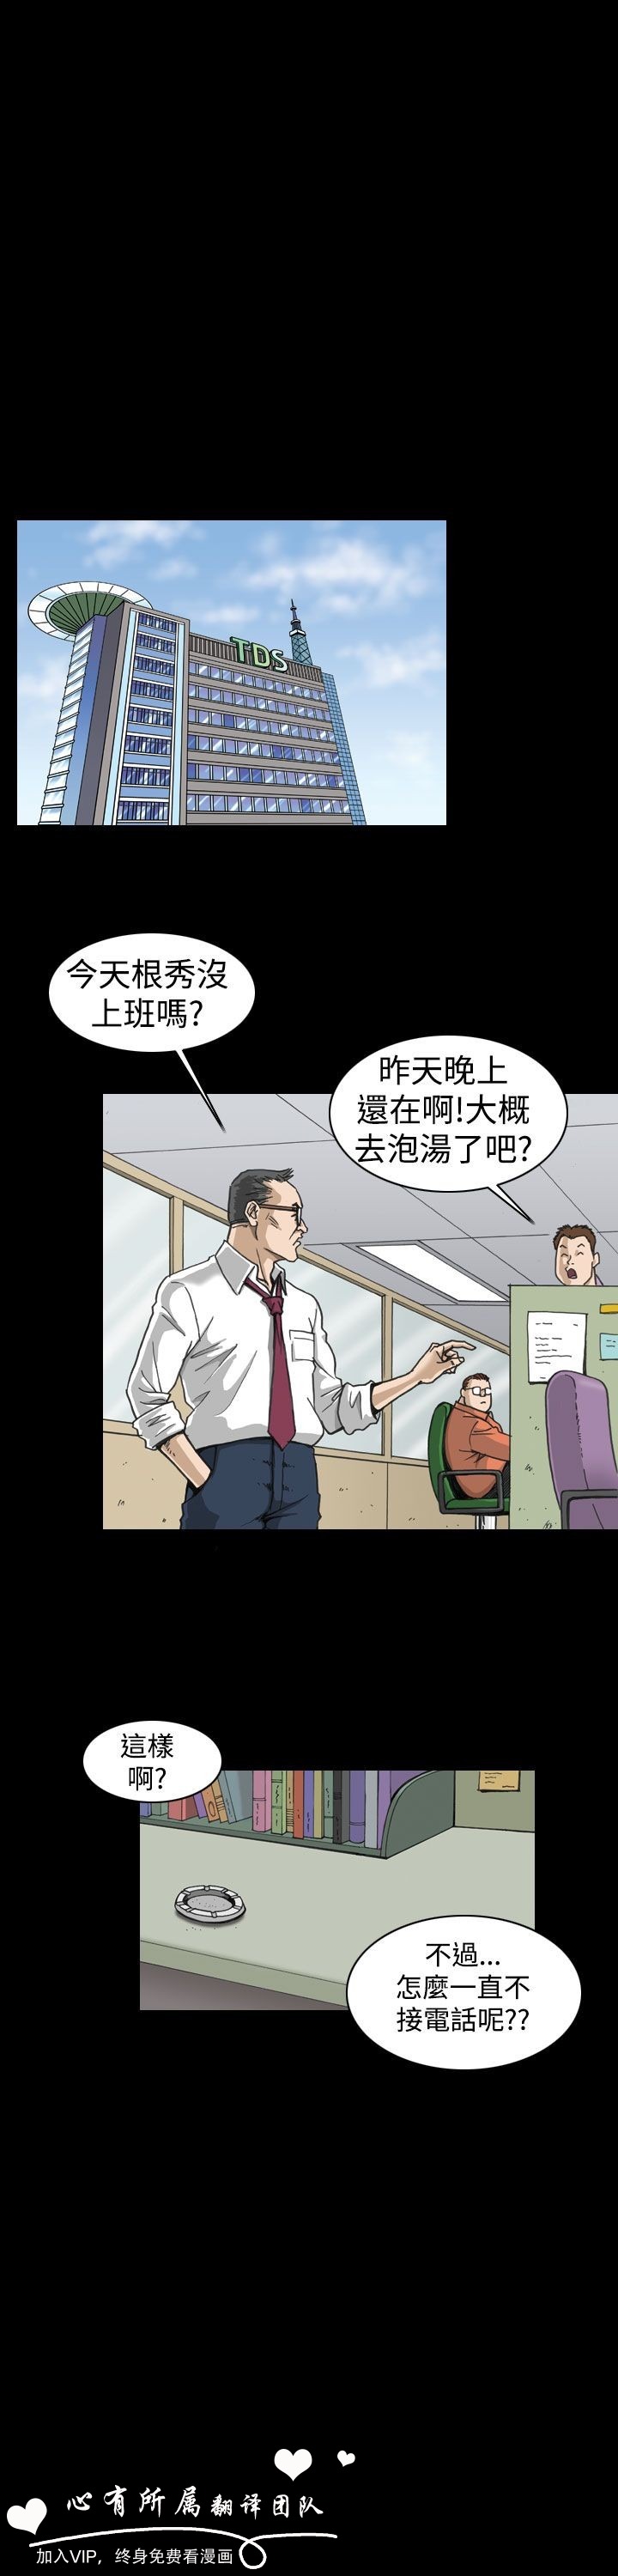 TDS
今天根秀沒
上班嗎?
昨天晚上
還在啊!大概
去泡湯了吧?
這樣
啊?
不過...
怎麼一直不
接電話呢??
心有所属翻译团队
加入VIP，终身免费看漫画